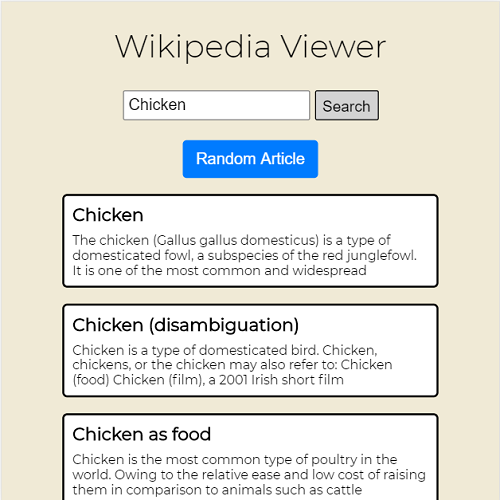 Wikipedia Viewer
Chicken
Search
Random Article
Chicken
The chicken (Gallus gallus domesticus) is a type of
domesticated fowl, a subspecies of the red junglefowl.
It is one of the most common and widespread
Chicken (disambiguation)
Chicken is a type of domesticated bird. Chicken,
chickens, or the chicken may also refer to: Chicken
(food) Chicken (film), a 2001 Irish short film
Chicken as food
Chicken is the most common type of poultry in the
world. Owing to the relative ease and low cost of raising
them in comparison to animals such as cattle